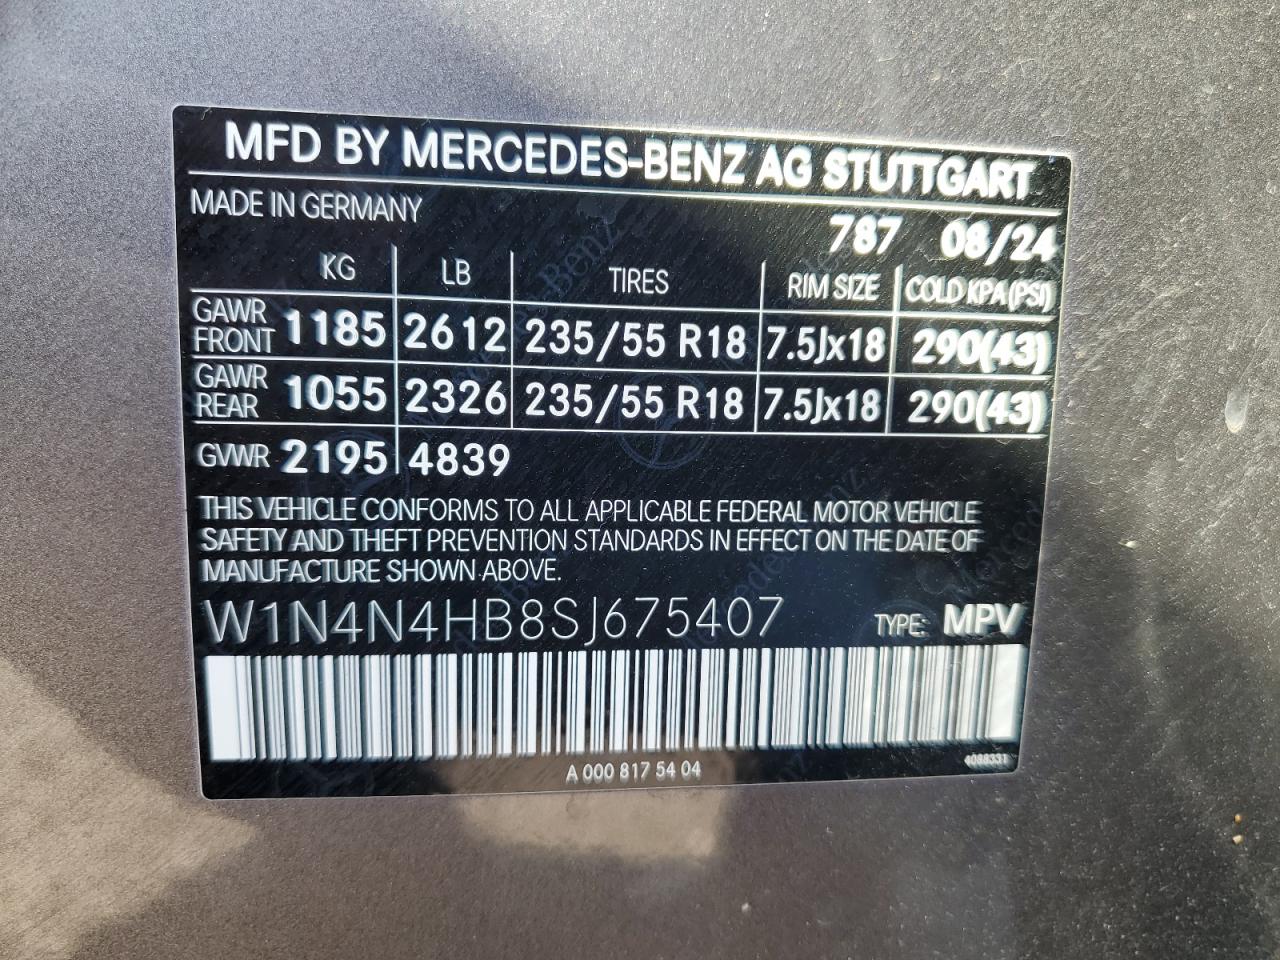 MFD BY MERCEDES-BENZ AG STUTTGART
MADE IN GERMANY
787 08/24
KG LB TIRES RIM SIZE COLD KPA(PSI)
GAWR FRONT 1185 2612 235/55 R18 7.5Jx18 290(43)
GAWR REAR 1055 2326 235/55 R18 7.5Jx18 290(43)
GVWR 2195 4839
THIS VEHICLE CONFORMS TO ALL APPLICABLE FEDERAL MOTOR VEHICLE
SAFETY AND THEFT PREVENTION STANDARDS IN EFFECT ON THE DATE OF
MANUFACTURE SHOWN ABOVE.
W1N4N4HB8SJ675407 TYPE: MPV
A 000 817 54 04
4088331